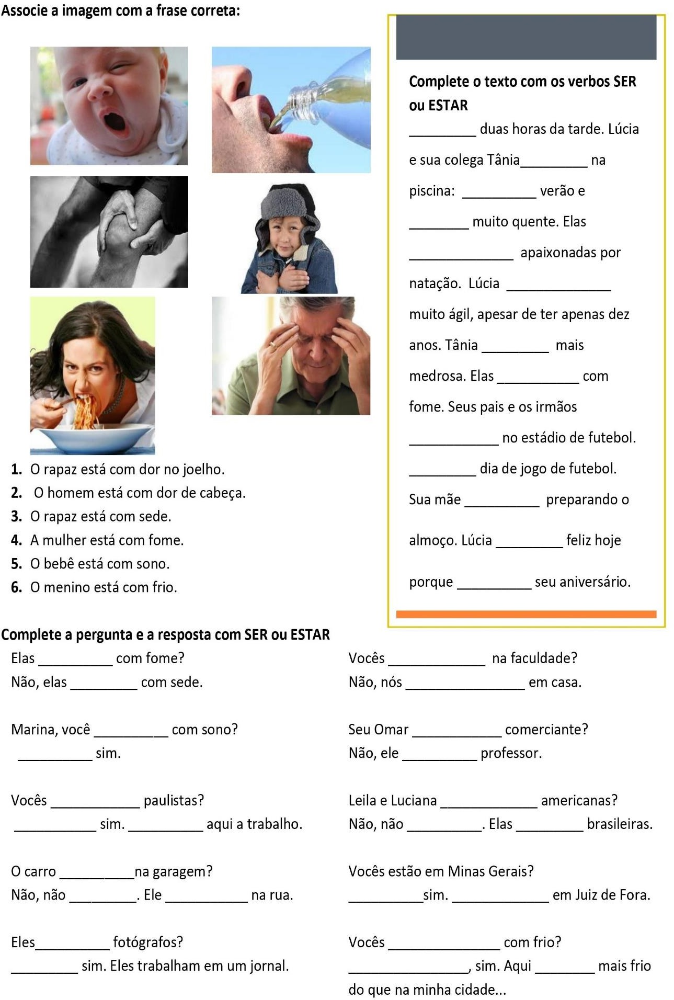 Associe a imagem com a frase correta:
1. O rapaz está com dor no joelho.
2. O homem está com dor de cabeça.
3. O rapaz está com sede.
4. A mulher está com fome.
5. O bebê está com sono.
6. O menino está com frio.
Complete o texto com os verbos SER
ou ESTAR
_________ duas horas da tarde. Lúcia
e sua colega Tânia_________ na
piscina: __________ verão e
________ muito quente. Elas
______________ apaixonadas por
natação. Lúcia ______________
muito ágil, apesar de ter apenas dez
anos. Tânia _________ mais
medrosa. Elas ___________ com
fome. Seus pais e os irmãos
____________ no estádio de futebol.
_________ dia de jogo de futebol.
Sua mãe __________ preparando o
almoço. Lúcia _________ feliz hoje
porque __________ seu aniversário.
Complete a pergunta e a resposta com SER ou ESTAR
Elas __________ com fome?
Não, elas _________ com sede.
Marina, você __________ com sono?
__________ sim.
Vocês ____________ paulistas?
___________ sim. __________ aqui a trabalho.
O carro __________na garagem?
Não, não _________. Ele ___________ na rua.
Eles__________ fotógrafos?
_________ sim. Eles trabalham em um jornal.
Vocês _____________ na faculdade?
Não, nós ________________ em casa.
Seu Omar ____________ comerciante?
Não, ele __________ professor.
Leila e Luciana _____________ americanas?
Não, não __________. Elas _________ brasileiras.
Vocês estão em Minas Gerais?
__________sim. _____________ em Juiz de Fora.
Vocês _______________ com frio?
________________, sim. Aqui ________ mais frio
do que na minha cidade...